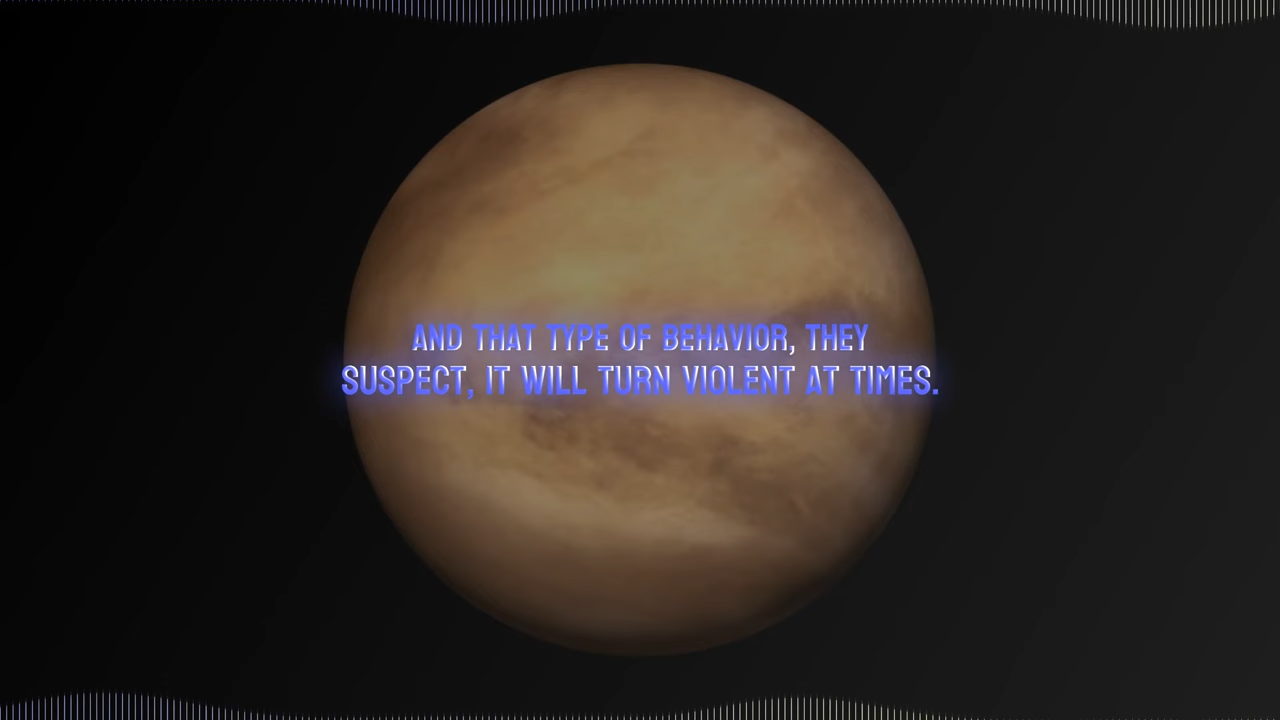 AND THAT TYPE OF BEHAVIOR, THEY
SUSPECT, IT WILL TURN VIOLENT AT TIMES.